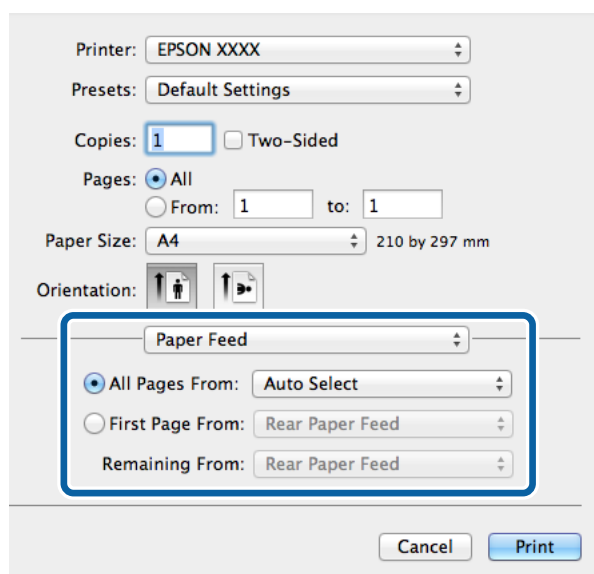 Printer: EPSON XXXX
Presets: Default Settings
Copies: 1 Two-Sided
Pages: All
From: 1 to: 1
Paper Size: A4 210 by 297 mm
Orientation:
Paper Feed
All Pages From: Auto Select
First Page From: Rear Paper Feed
Remaining From: Rear Paper Feed
Cancel Print